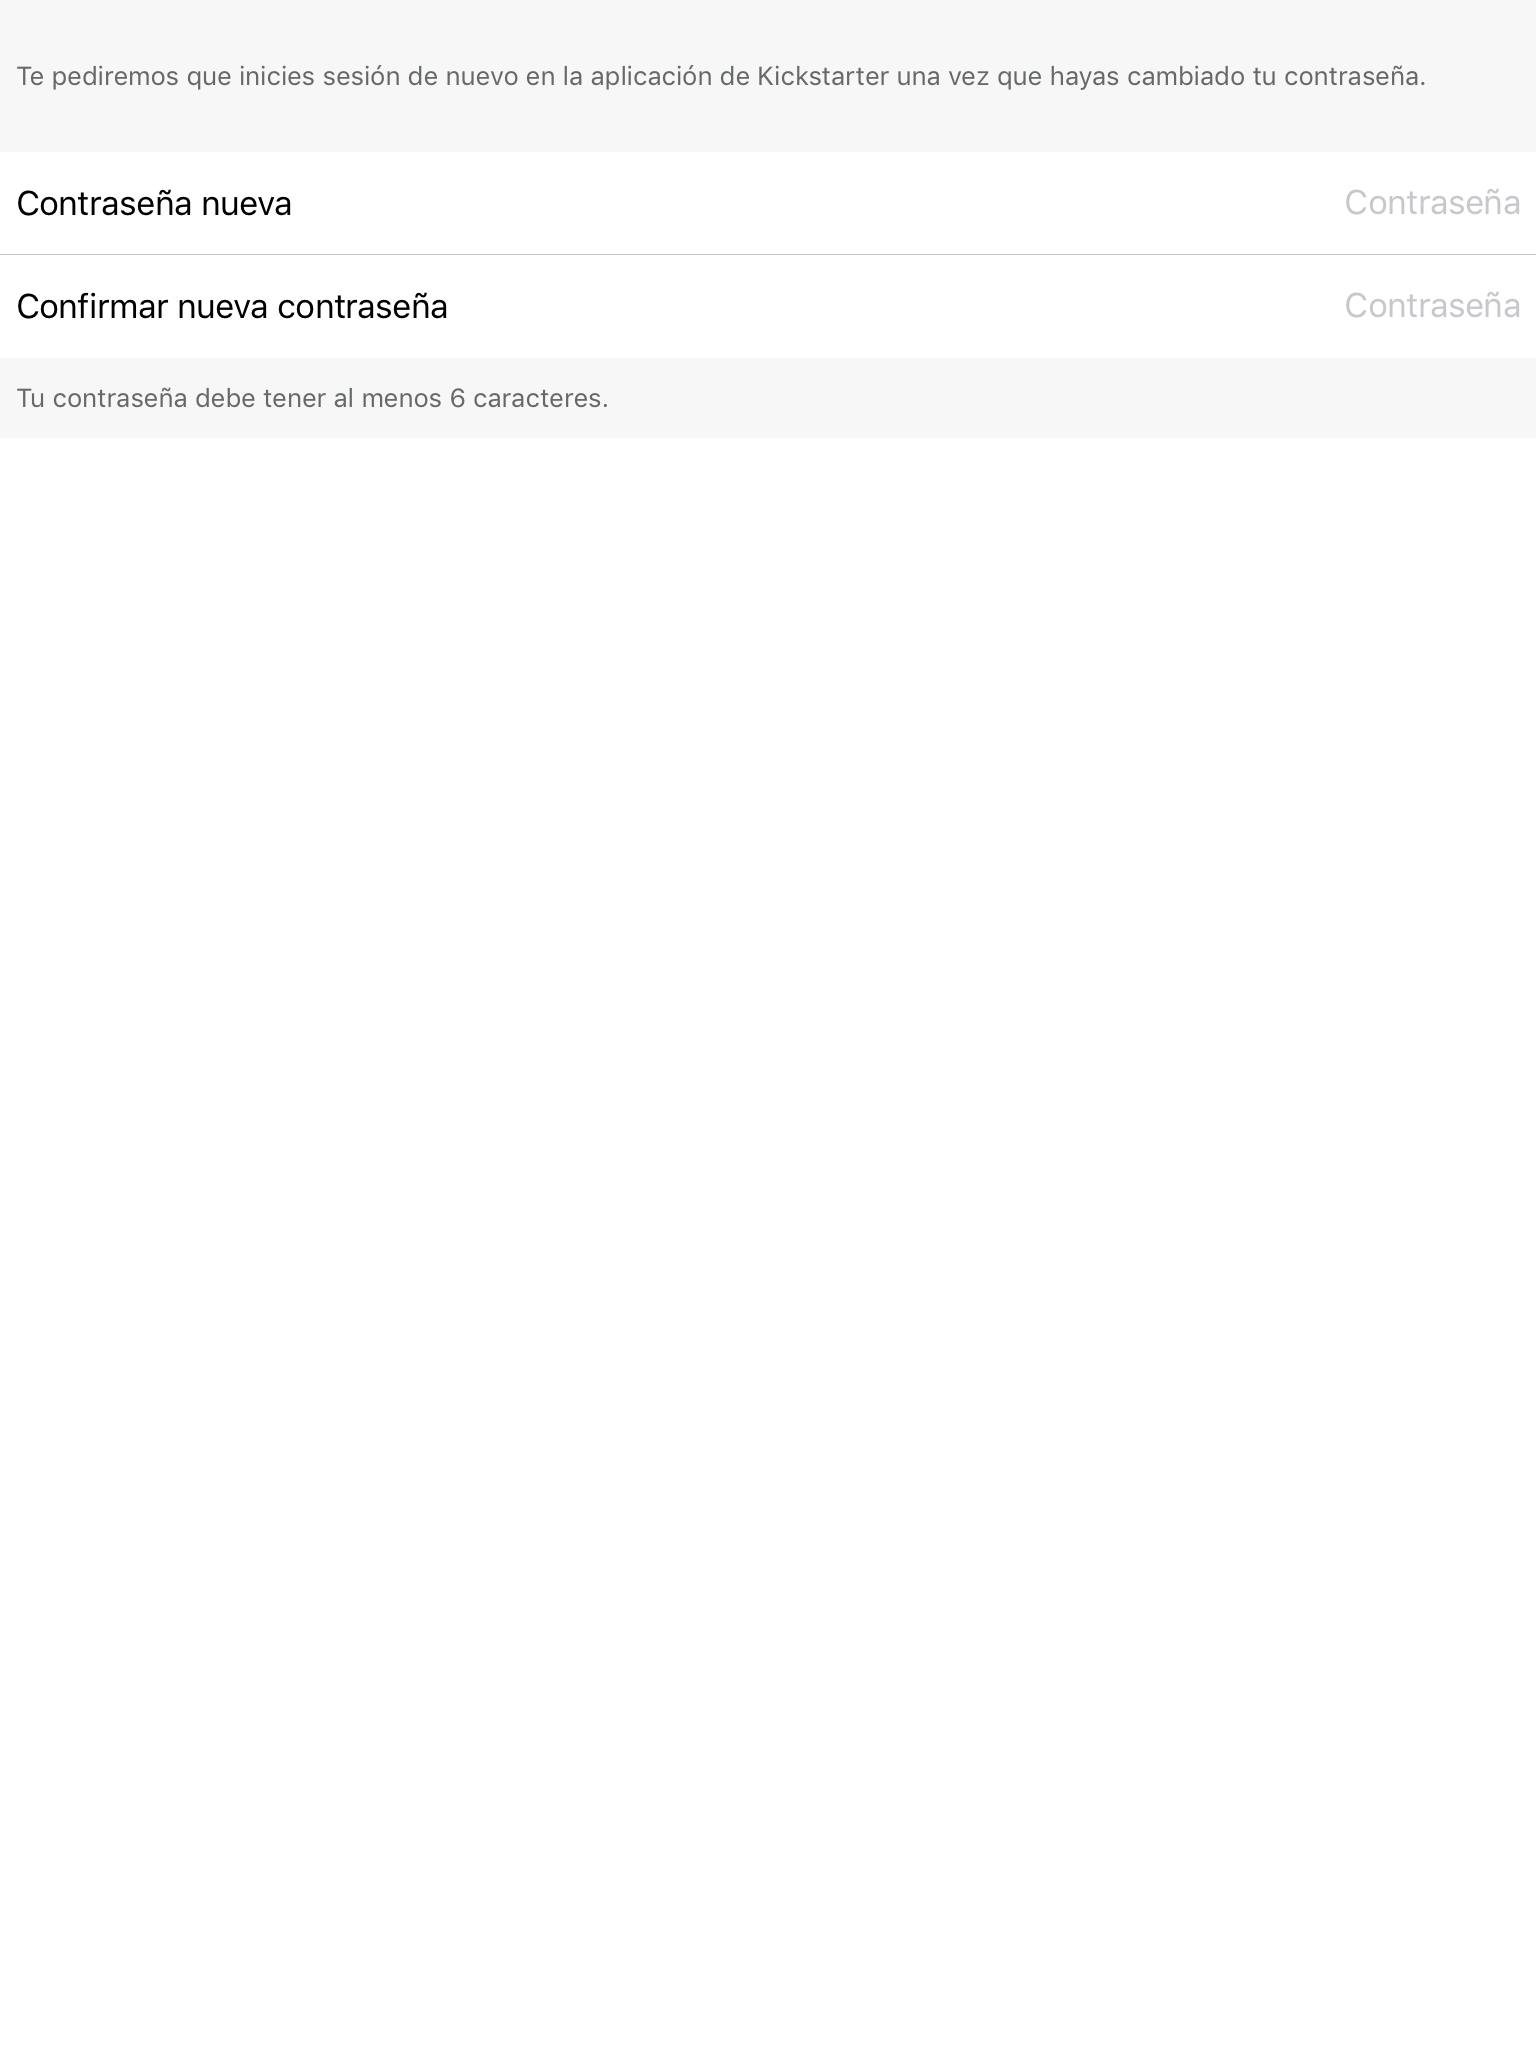 Te pediremos que inicies sesión de nuevo en la aplicación de Kickstarter una vez que hayas cambiado tu contraseña.
Contraseña nueva Contraseña
Confirmar nueva contraseña Contraseña
Tu contraseña debe tener al menos 6 caracteres.